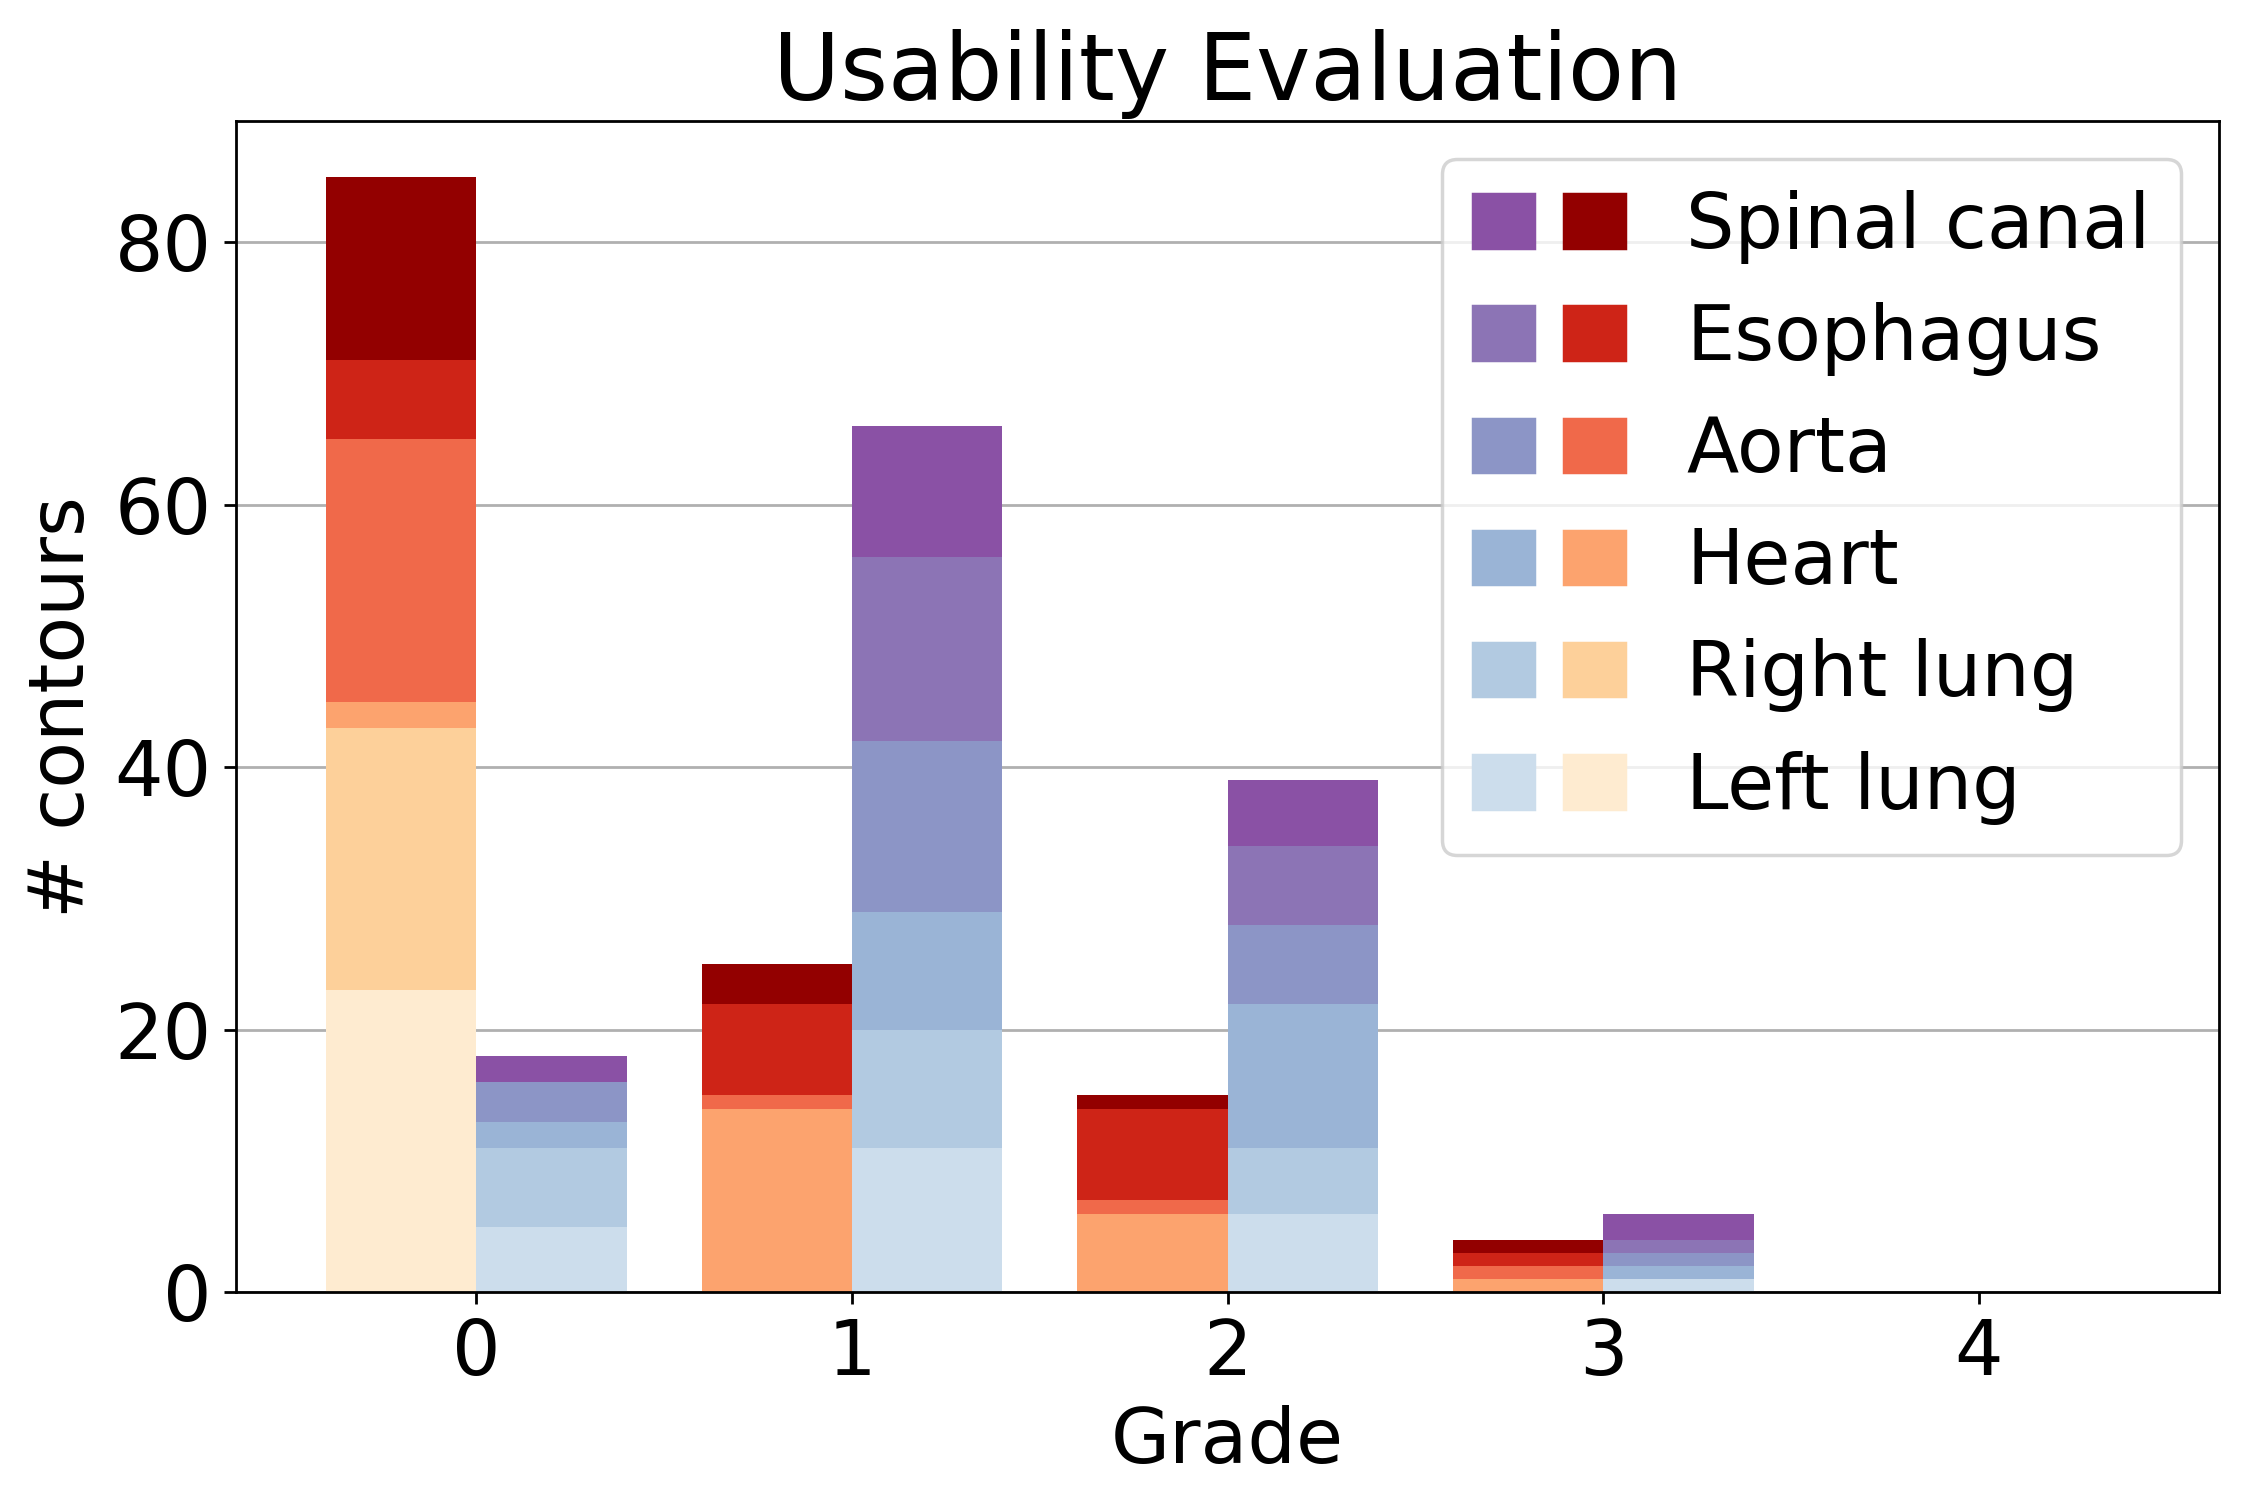 Usability Evaluation
80
60
40
20
0
# contours
Spinal canal
Esophagus
Aorta
Heart
Right lung
Left lung
0 1 2 3 4
Grade